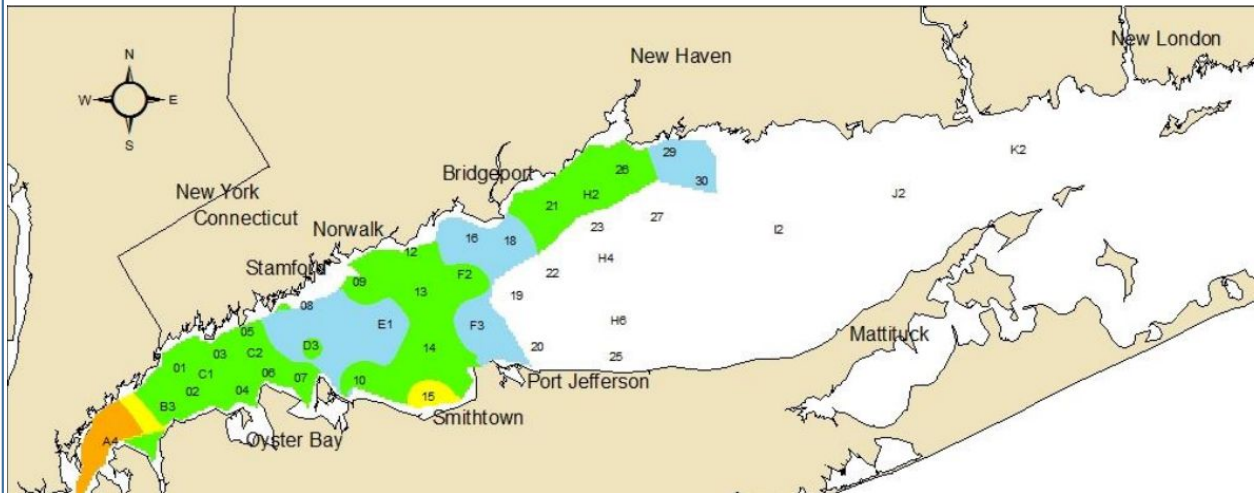 New London
New Haven
N
W
E
S
K2
29
26
30
Bridgeport
New York
H2
J2
21
Connecticut
27
Norwalk
23
I2
16
18
12
H4
Stamford
F2
22
09
13
19
08
E1
F3
H6
05
Mattituck
D3
14
20
03
C2
25
01
C1
06
07
10
Port Jefferson
02
04
15
B3
Smithtown
A4
Oyster Bay